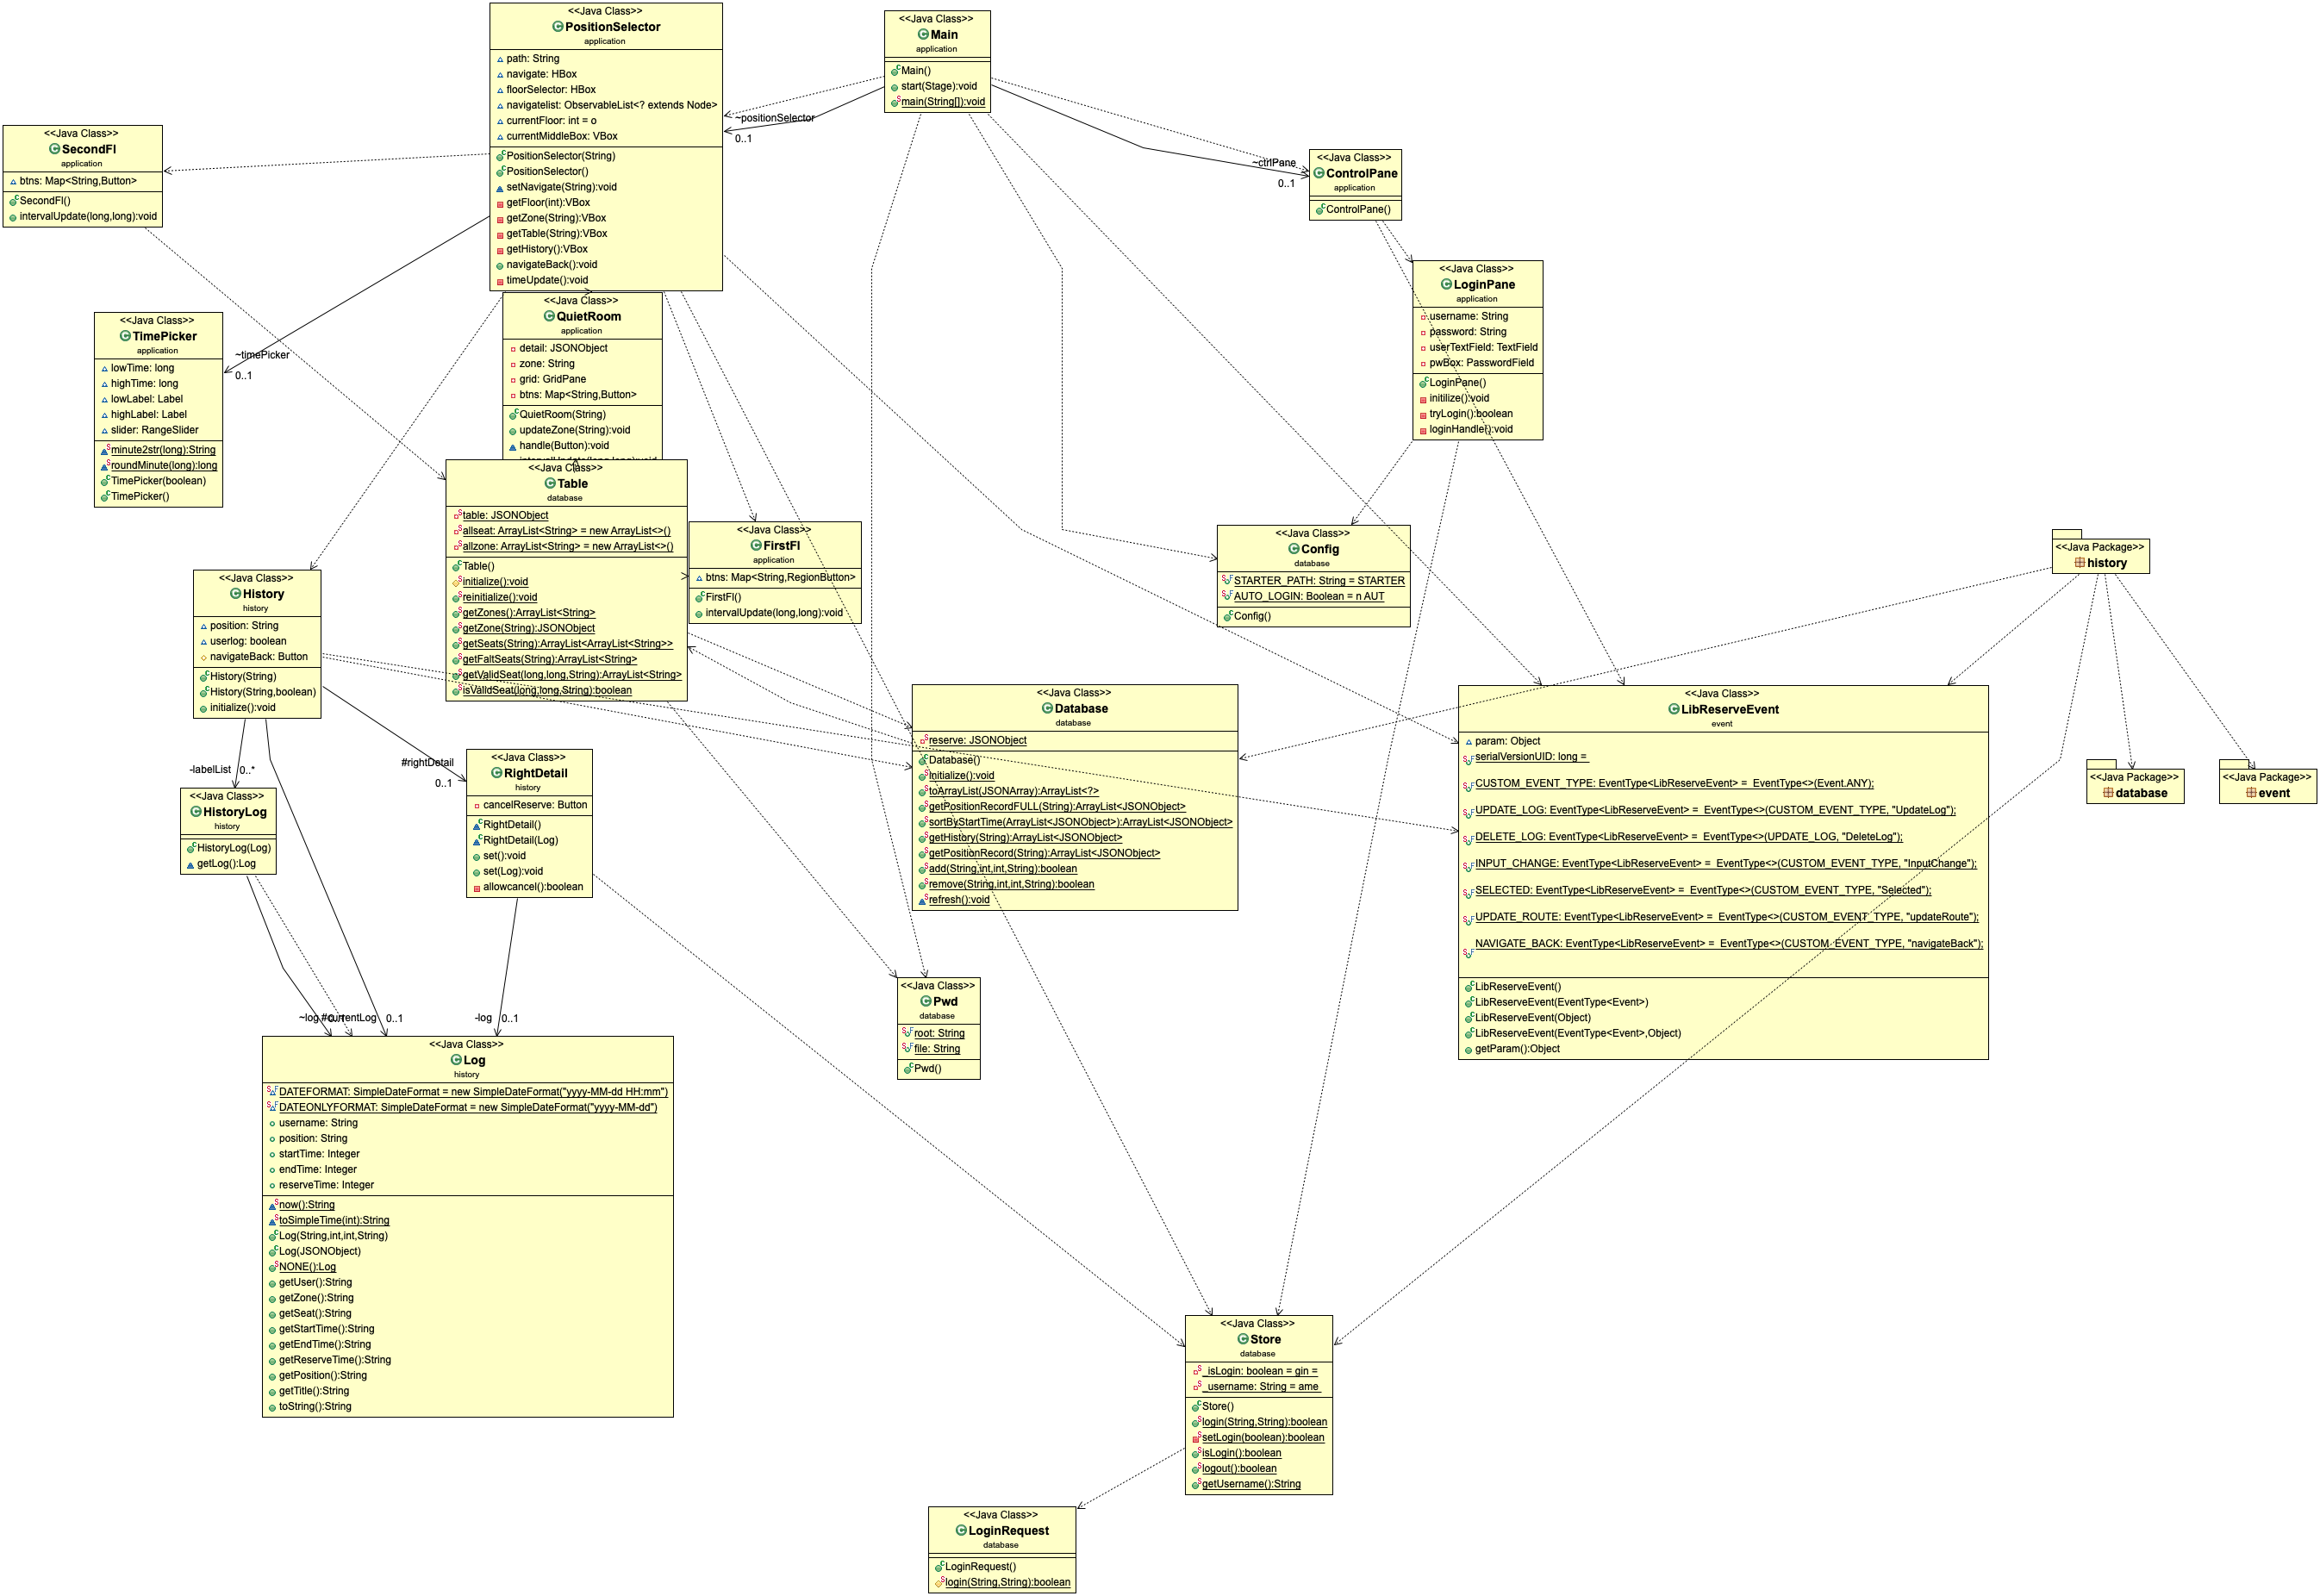 <<Java Class>>
PositionSelector
application
path: String
navigate: HBox
floorSelector: HBox
navigatelist: ObservableList<? extends Node>
currentFloor: int = o
currentMiddleBox: VBox
PositionSelector(String)
PositionSelector()
setNavigate(String):void
getFloor(int):VBox
getZone(String):VBox
getTable(String):VBox
getHistory():VBox
navigateBack():void
timeUpdate():void
<<Java Class>>
Main
application
Main()
start(Stage):void
main(String[]):void
~positionSelector
0..1
~ctrlPane
0..1
<<Java Class>>
SecondFl
application
btns: Map<String,Button>
SecondFl()
intervalUpdate(long,long):void
<<Java Class>>
ControlPane
application
ControlPane()
<<Java Class>>
LoginPane
application
username: String
password: String
userTextField: TextField
pwBox: PasswordField
LoginPane()
initilize():void
tryLogin():boolean
loginHandle():void
<<Java Class>>
TimePicker
application
lowTime: long
highTime: long
lowLabel: Label
highLabel: Label
slider: RangeSlider
minute2str(long):String
roundMinute(long):long
TimePicker(boolean)
TimePicker()
~timePicker
0..1
<<Java Class>>
QuietRoom
application
detail: JSONObject
zone: String
grid: GridPane
btns: Map<String,Button>
QuietRoom(String)
updateZone(String):void
handle(Button):void
<<Java Class>>
Table
database
table: JSONObject
allseat: ArrayList<String> = new ArrayList<>()
allzone: ArrayList<String> = new ArrayList<>()
Table()
initialize():void
reinitialize():void
getZones():ArrayList<String>
getZone(String):JSONObject
getSeats(String):ArrayList<ArrayList<String>>
getFaltSeats(String):ArrayList<String>
getValidSeat(long,long,String):ArrayList<String>
isValidSeat(long,long,String):boolean
<<Java Class>>
FirstFl
application
btns: Map<String,RegionButton>
FirstFl()
intervalUpdate(long,long):void
<<Java Class>>
Config
database
STARTER_PATH: String = STARTER
AUTO_LOGIN: Boolean = n AUT
Config()
<<Java Package>>
history
<<Java Class>>
History
history
position: String
userlog: boolean
navigateBack: Button
History(String)
History(String,boolean)
initialize():void
-labelList
0..*
#rightDetail
0..1
<<Java Class>>
Database
database
reserve: JSONObject
Database()
Initialize():void
toArrayList(JSONArray):ArrayList<?>
getPositionRecordFULL(String):ArrayList<JSONObject>
sortByStartTime(ArrayList<JSONObject>):ArrayList<JSONObject>
getHistory(String):ArrayList<JSONObject>
getPositionRecord(String):ArrayList<JSONObject>
add(String,int,int,String):boolean
remove(String,int,int,String):boolean
refresh():void
<<Java Class>>
LibReserveEvent
event
param: Object
serialVersionUID: long =
CUSTOM_EVENT_TYPE: EventType<LibReserveEvent> =  EventType<>(Event.ANY);
UPDATE_LOG: EventType<LibReserveEvent> =  EventType<>(CUSTOM_EVENT_TYPE, "UpdateLog");
DELETE_LOG: EventType<LibReserveEvent> =  EventType<>(UPDATE_LOG, "DeleteLog");
INPUT_CHANGE: EventType<LibReserveEvent> =  EventType<>(CUSTOM_EVENT_TYPE, "InputChange");
SELECTED: EventType<LibReserveEvent> =  EventType<>(CUSTOM_EVENT_TYPE, "Selected");
UPDATE_ROUTE: EventType<LibReserveEvent> =  EventType<>(CUSTOM_EVENT_TYPE, "updateRoute");
NAVIGATE_BACK: EventType<LibReserveEvent> =  EventType<>(CUSTOM_EVENT_TYPE, "navigateBack");
LibReserveEvent()
LibReserveEvent(EventType<Event>)
LibReserveEvent(Object)
LibReserveEvent(EventType<Event>,Object)
getParam():Object
<<Java Package>>
database
<<Java Package>>
event
<<Java Class>>
HistoryLog
history
HistoryLog(Log)
getLog():Log
<<Java Class>>
RightDetail
history
cancelReserve: Button
RightDetail()
RightDetail(Log)
set():void
set(Log):void
allowcancel():boolean
~log
0..1
-log
0..1
<<Java Class>>
Pwd
database
root: String
file: String
Pwd()
<<Java Class>>
Log
history
DATEFORMAT: SimpleDateFormat = new SimpleDateFormat("yyyy-MM-dd HH:mm")
DATEONLYFORMAT: SimpleDateFormat = new SimpleDateFormat("yyyy-MM-dd")
username: String
position: String
startTime: Integer
endTime: Integer
reserveTime: Integer
now():String
toSimpleTime(int):String
Log(String,int,int,String)
Log(JSONObject)
NONE():Log
getUser():String
getZone():String
getSeat():String
getStartTime():String
getEndTime():String
getReserveTime():String
getPosition():String
getTitle():String
toString():String
<<Java Class>>
Store
database
_isLogin: boolean = gin =
_username: String = ame
Store()
login(String,String):boolean
setLogin(boolean):boolean
isLogin():boolean
logout():boolean
getUsername():String
<<Java Class>>
LoginRequest
database
LoginRequest()
login(String,String):boolean